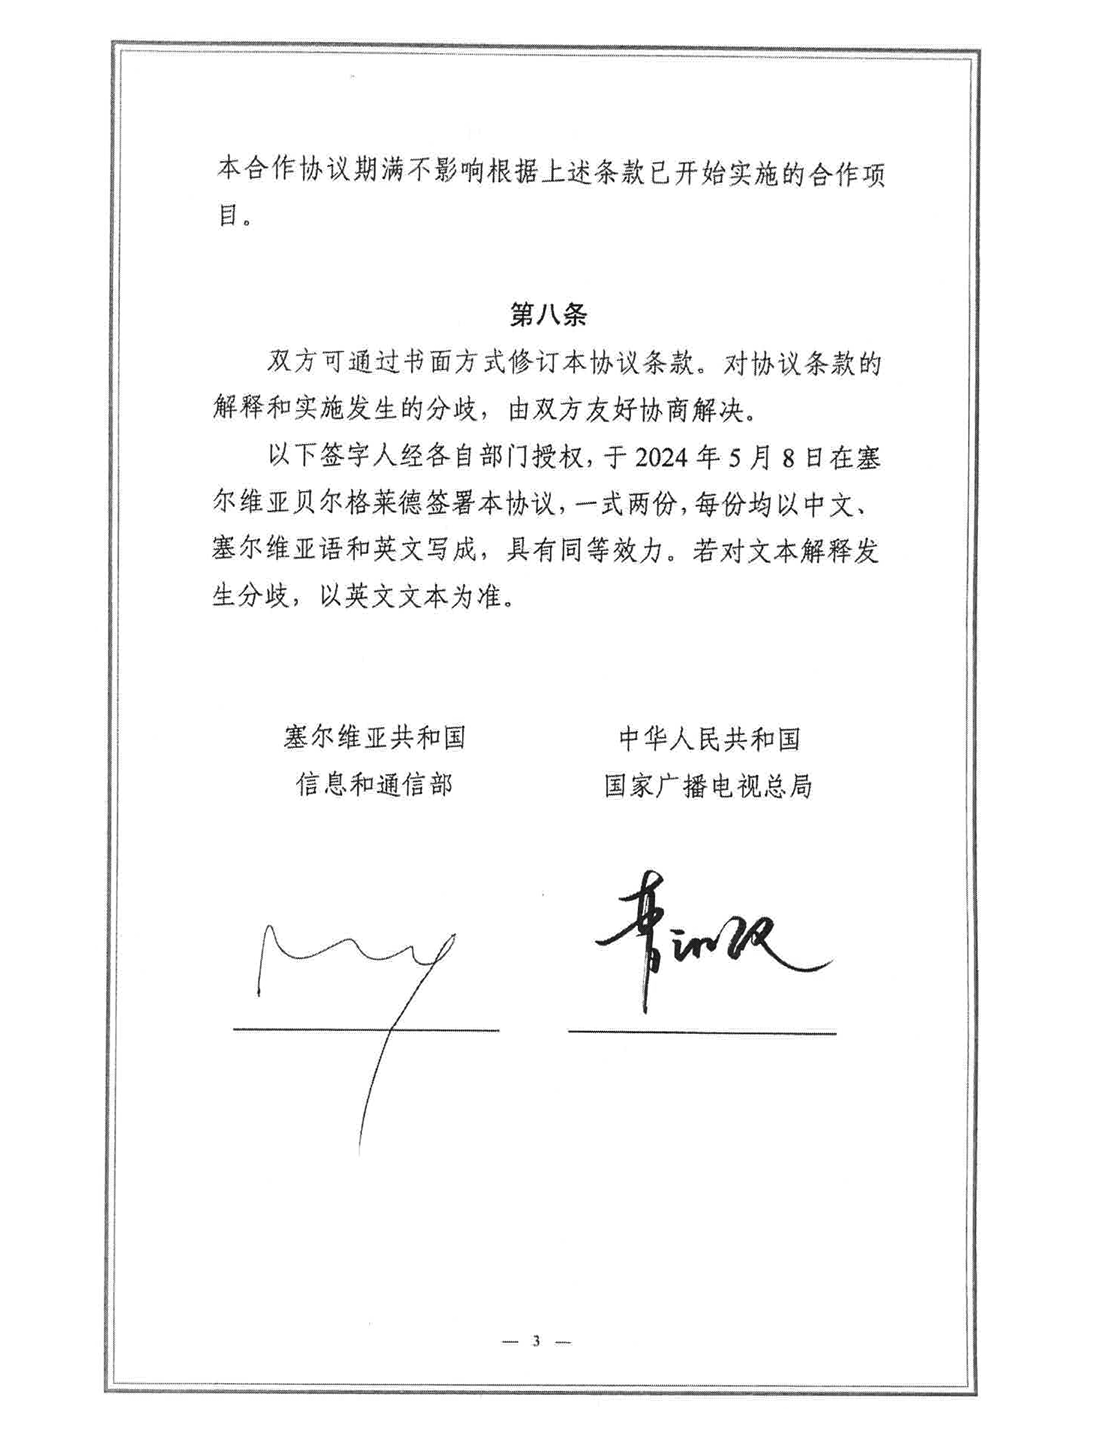 本合作协议期满不影响根据上述条款已开始实施的合作项
目。
第八条
双方可通过书面方式修订本协议条款。对协议条款的
解释和实施发生的分歧，由双方友好协商解决。
以下签字人经各自部门授权，于 2024 年 5 月 8 日在塞
尔维亚贝尔格莱德签署本协议，一式两份，每份均以中文、
塞尔维亚语和英文写成，具有同等效力。若对文本解释发
生分歧，以英文文本为准。
塞尔维亚共和国
信息和通信部
中华人民共和国
国家广播电视总局
— 3 —